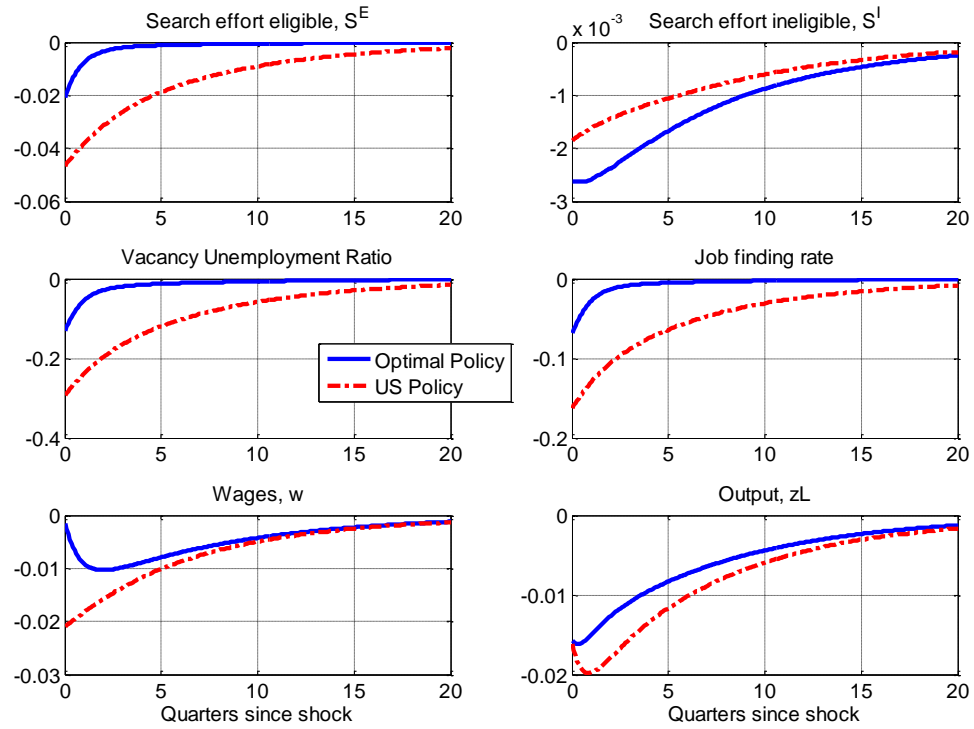 Search effort eligible, S^E
0
-0.02
-0.04
-0.06
0 5 10 15 20
Search effort ineligible, S^I
x 10^-3
0
-1
-2
-3
0 5 10 15 20
Vacancy Unemployment Ratio
0
-0.2
-0.4
0 5 10 15 20
Job finding rate
0
-0.1
-0.2
0 5 10 15 20
Optimal Policy
US Policy
Wages, w
0
-0.01
-0.02
-0.03
0 5 10 15 20
Quarters since shock
Output, zL
0
-0.01
-0.02
0 5 10 15 20
Quarters since shock